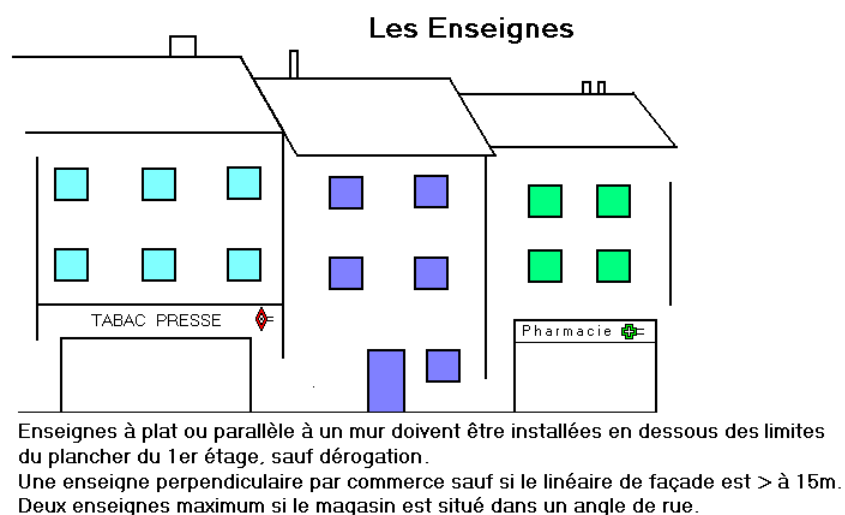 Les Enseignes
TABAC PRESSE
Pharmacie
Enseignes à plat ou parallèle à un mur doivent être installées en dessous des limites
du plancher du 1er étage, sauf dérogation.
Une enseigne perpendiculaire par commerce sauf si le linéaire de façade est > à 15m.
Deux enseignes maximum si le magasin est situé dans un angle de rue.